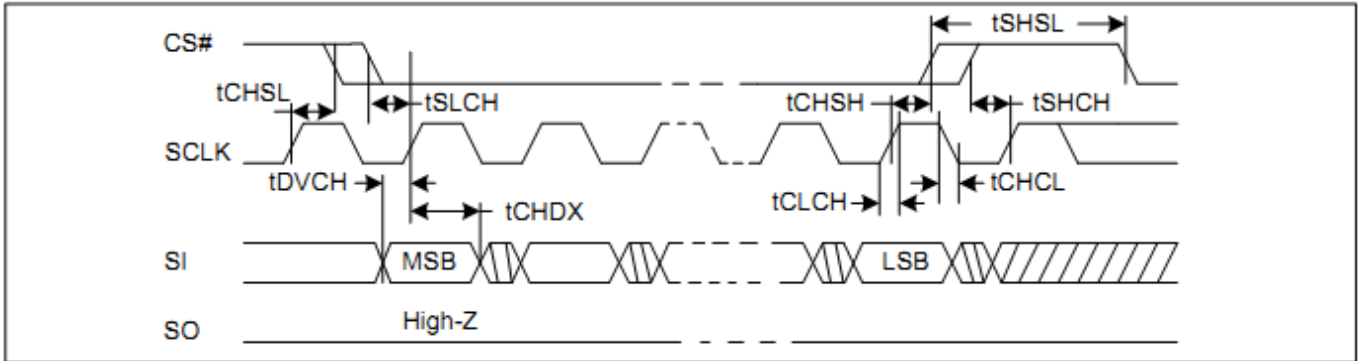 tSHSL
CS#
tCHSL
tSLCH
tCHSH
tSHCH
SCLK
tDVCH
tCHDX
tCLCH
tCHCL
SI
MSB
LSB
SO
High-Z